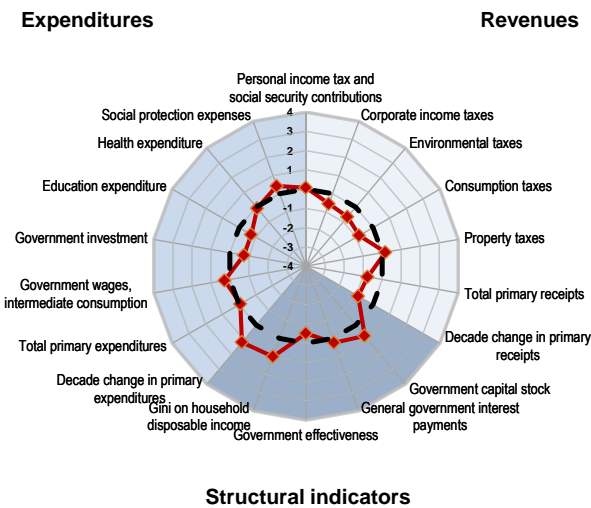 Expenditures
Revenues
Personal income tax and
social security contributions
Social protection expenses
Corporate income taxes
Health expenditure
Environmental taxes
Education expenditure
Consumption taxes
Government investment
Property taxes
Government wages,
intermediate consumption
Total primary receipts
Total primary expenditures
Decade change in primary
receipts
Decade change in primary
expenditures
Government capital stock
Gini on household
disposable income
General government interest
payments
Government effectiveness
4
3
2
1
-1
-2
-3
-4
Structural indicators